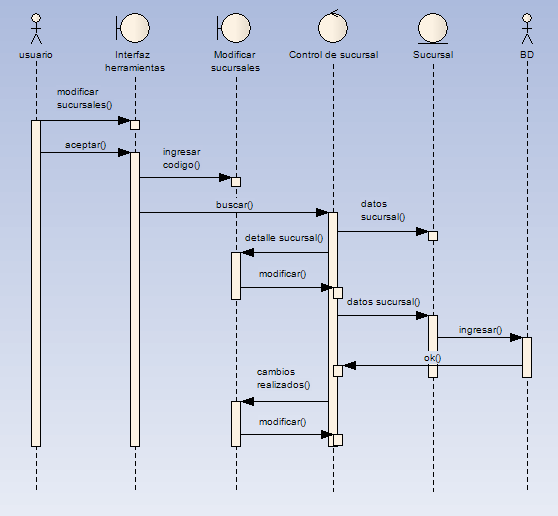 usuario
Interfaz
herramientas
Modificar
sucursales
Control de sucursal
Sucursal
BD
modificar
sucursales()
aceptar()
ingresar
codigo()
buscar()
datos
sucursal()
detalle sucursal()
modificar()
datos sucursal()
ingresar()
ok()
cambios
realizados()
modificar()